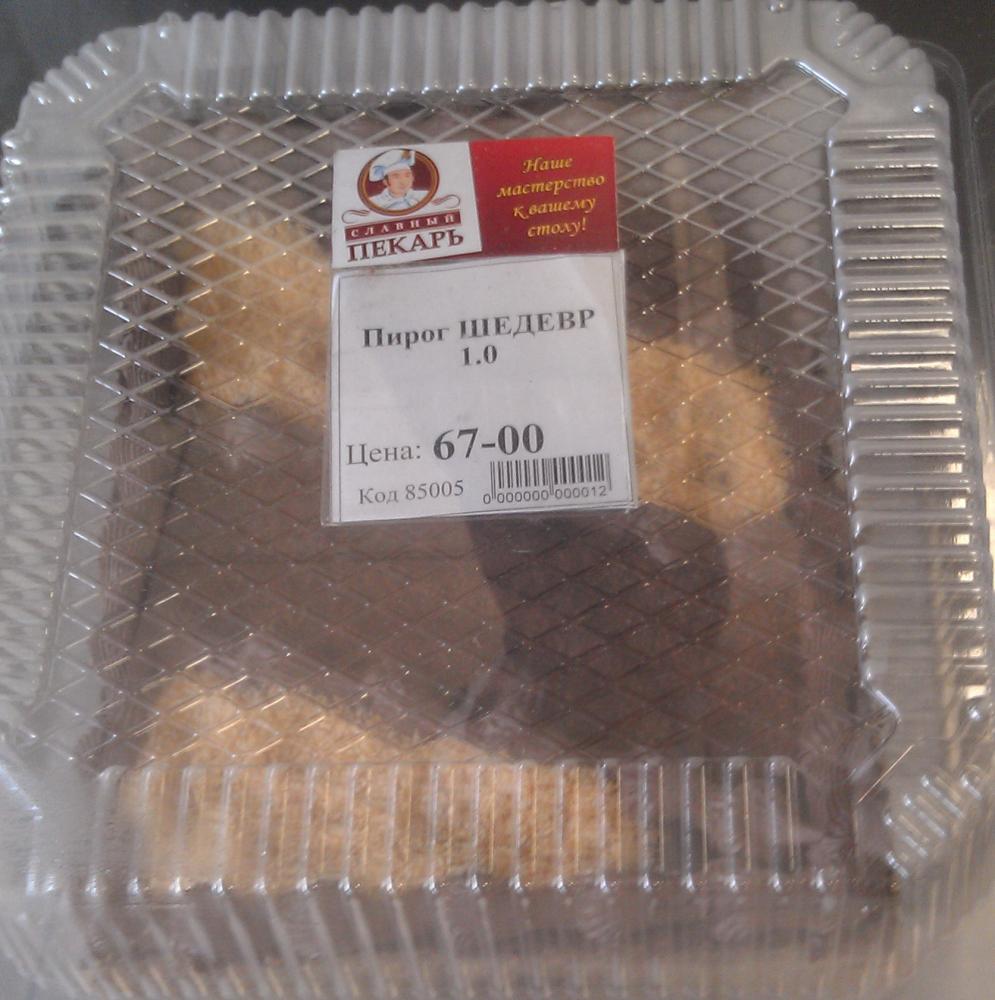 СЛАВНЫЙ
ПЕКАРЬ
Наше
мастерство
к вашему
столу!
Пирог ШЕДЕВР
1.0
Цена: 67-00
Код 85005
0 000000 000012